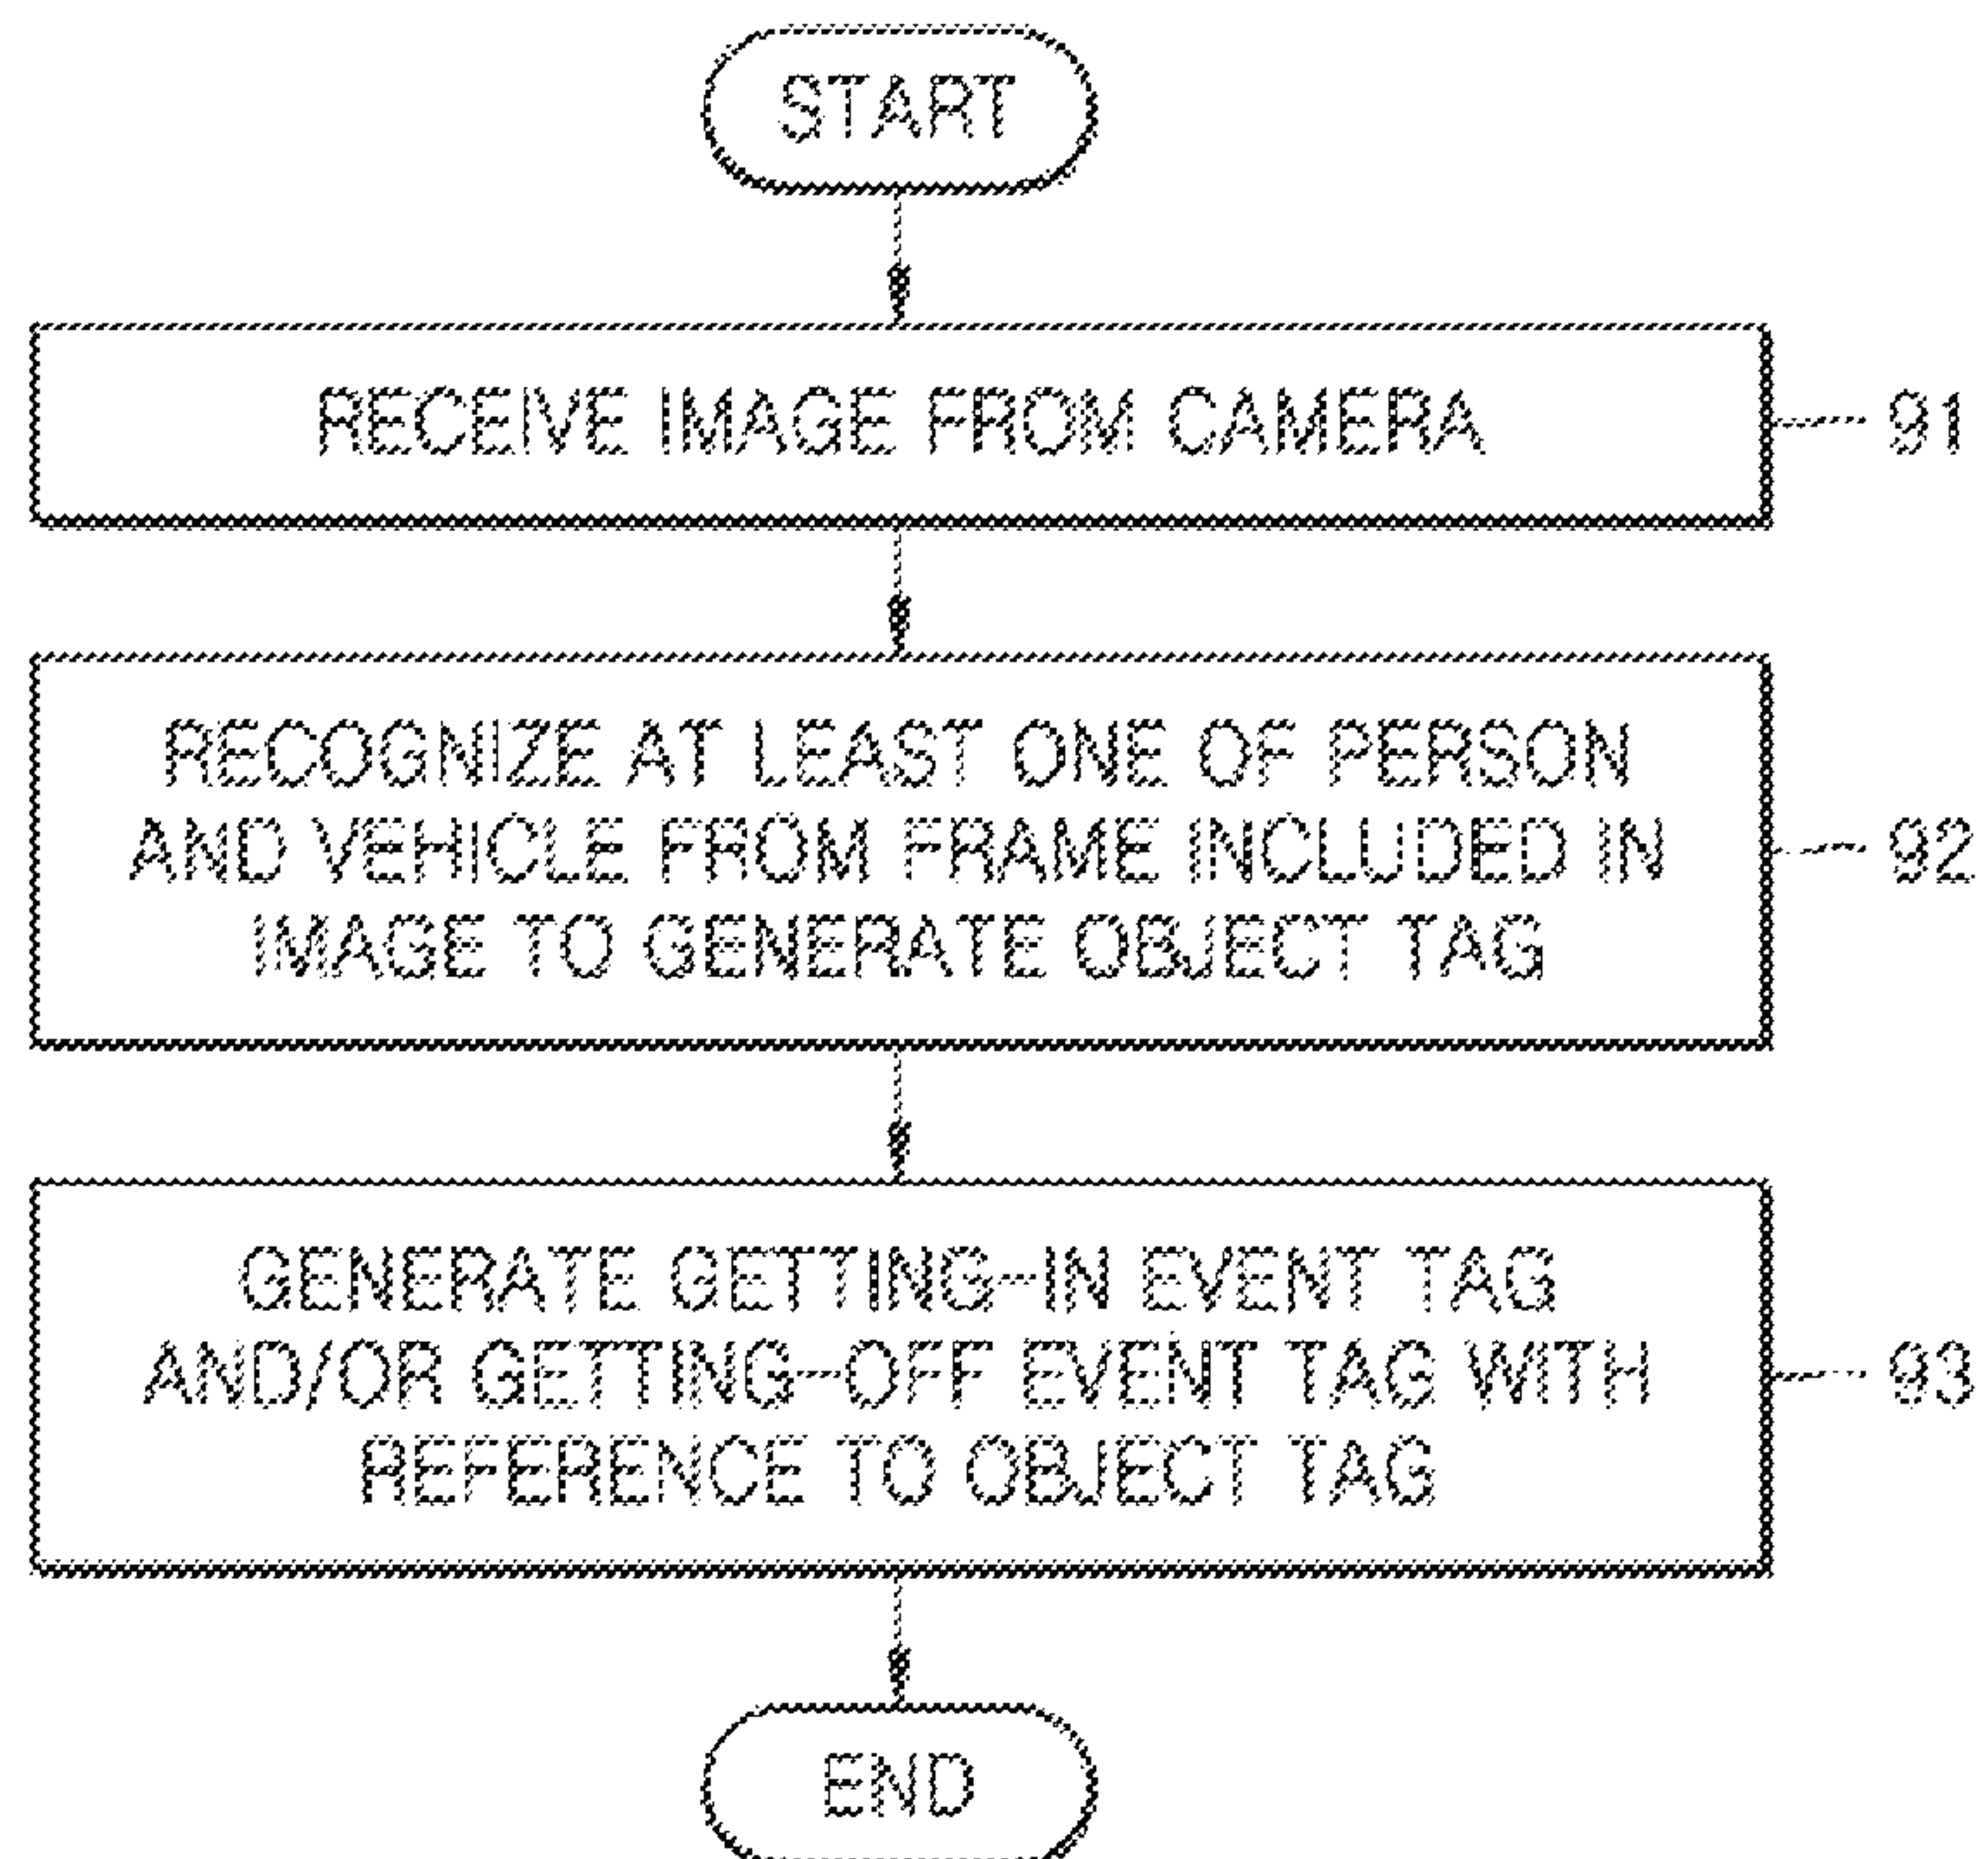 START
RECEIVE IMAGE FROM CAMERA
91
RECOGNIZE AT LEAST ONE OF PERSON
AND VEHICLE FROM FRAME INCLUDED IN
IMAGE TO GENERATE OBJECT TAG
92
GENERATE GETTING-IN EVENT TAG
AND/OR GETTING-OFF EVENT TAG WITH
REFERENCE TO OBJECT TAG
93
END